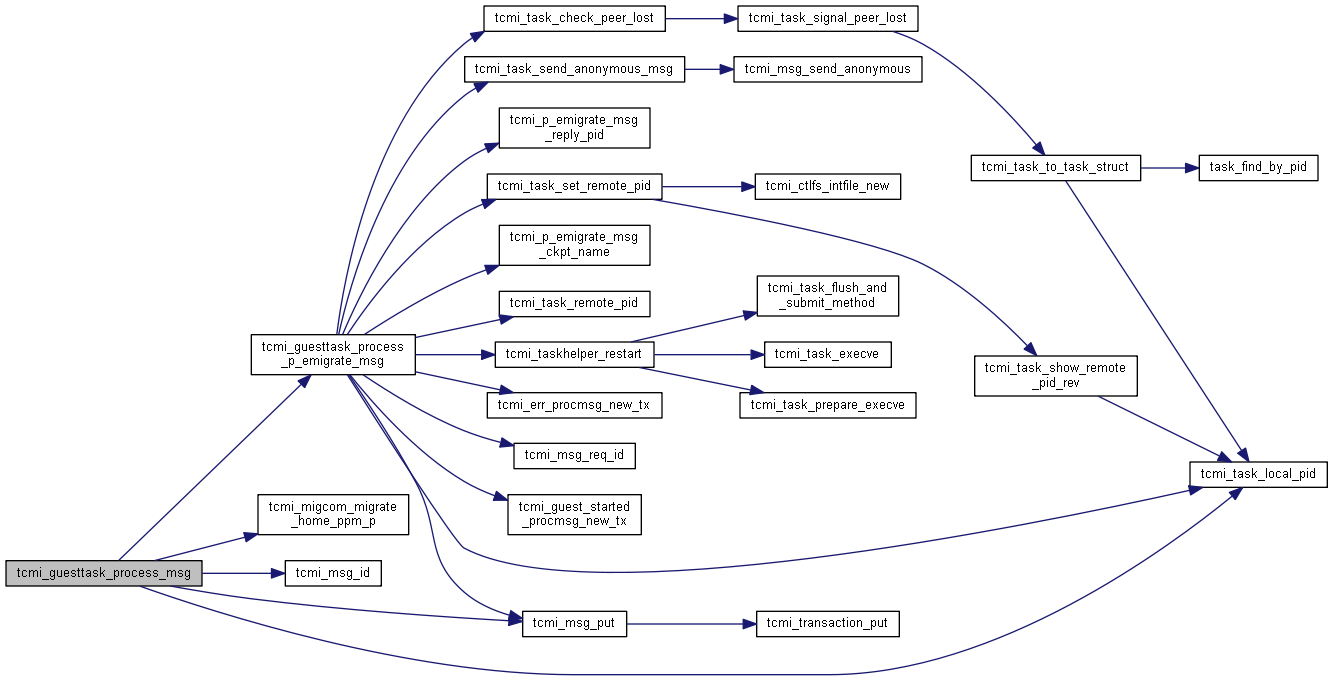 tcmi_task_check_peer_lost
tcmi_task_signal_peer_lost
tcmi_task_send_anonymous_msg
tcmi_msg_send_anonymous
tcmi_p_emigrate_msg
_reply_pid
tcmi_task_to_task_struct
task_find_by_pid
tcmi_task_set_remote_pid
tcmi_ctlfs_intfile_new
tcmi_p_emigrate_msg
_ckpt_name
tcmi_task_remote_pid
tcmi_task_flush_and
_submit_method
tcmi_guesttask_process
_p_emigrate_msg
tcmi_taskhelper_restart
tcmi_task_execve
tcmi_task_show_remote
_pid_rev
tcmi_err_procmsg_new_tx
tcmi_task_prepare_execve
tcmi_msg_req_id
tcmi_task_local_pid
tcmi_migcom_migrate
_home_ppm_p
tcmi_guest_started
_procmsg_new_tx
tcmi_guesttask_process_msg
tcmi_msg_id
tcmi_msg_put
tcmi_transaction_put